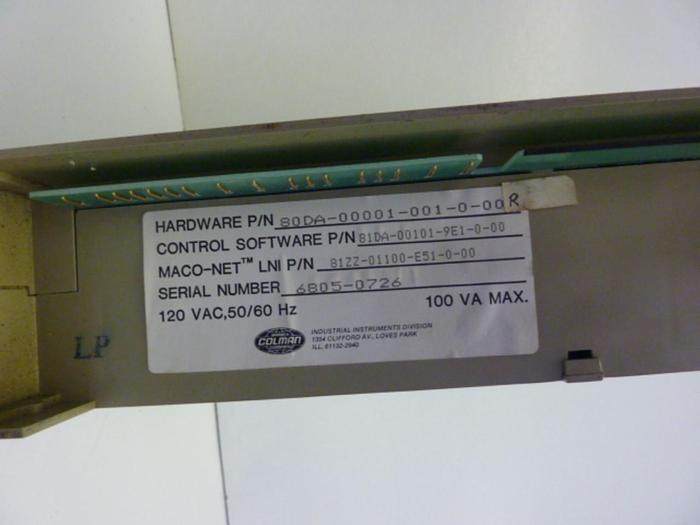 HARDWARE P/N 80DA-00001-001-0-00 R
CONTROL SOFTWARE P/N 81DA-00101-9E1-0-00
MACO-NET™ LNI P/N 81ZZ-01100-E51-0-00
SERIAL NUMBER 6805-0726
120 VAC,50/60 Hz 100 VA MAX.
COLMAN
INDUSTRIAL INSTRUMENTS DIVISION
1354 CLIFFORD AV., LOVES PARK
ILL. 61132-2940
LP